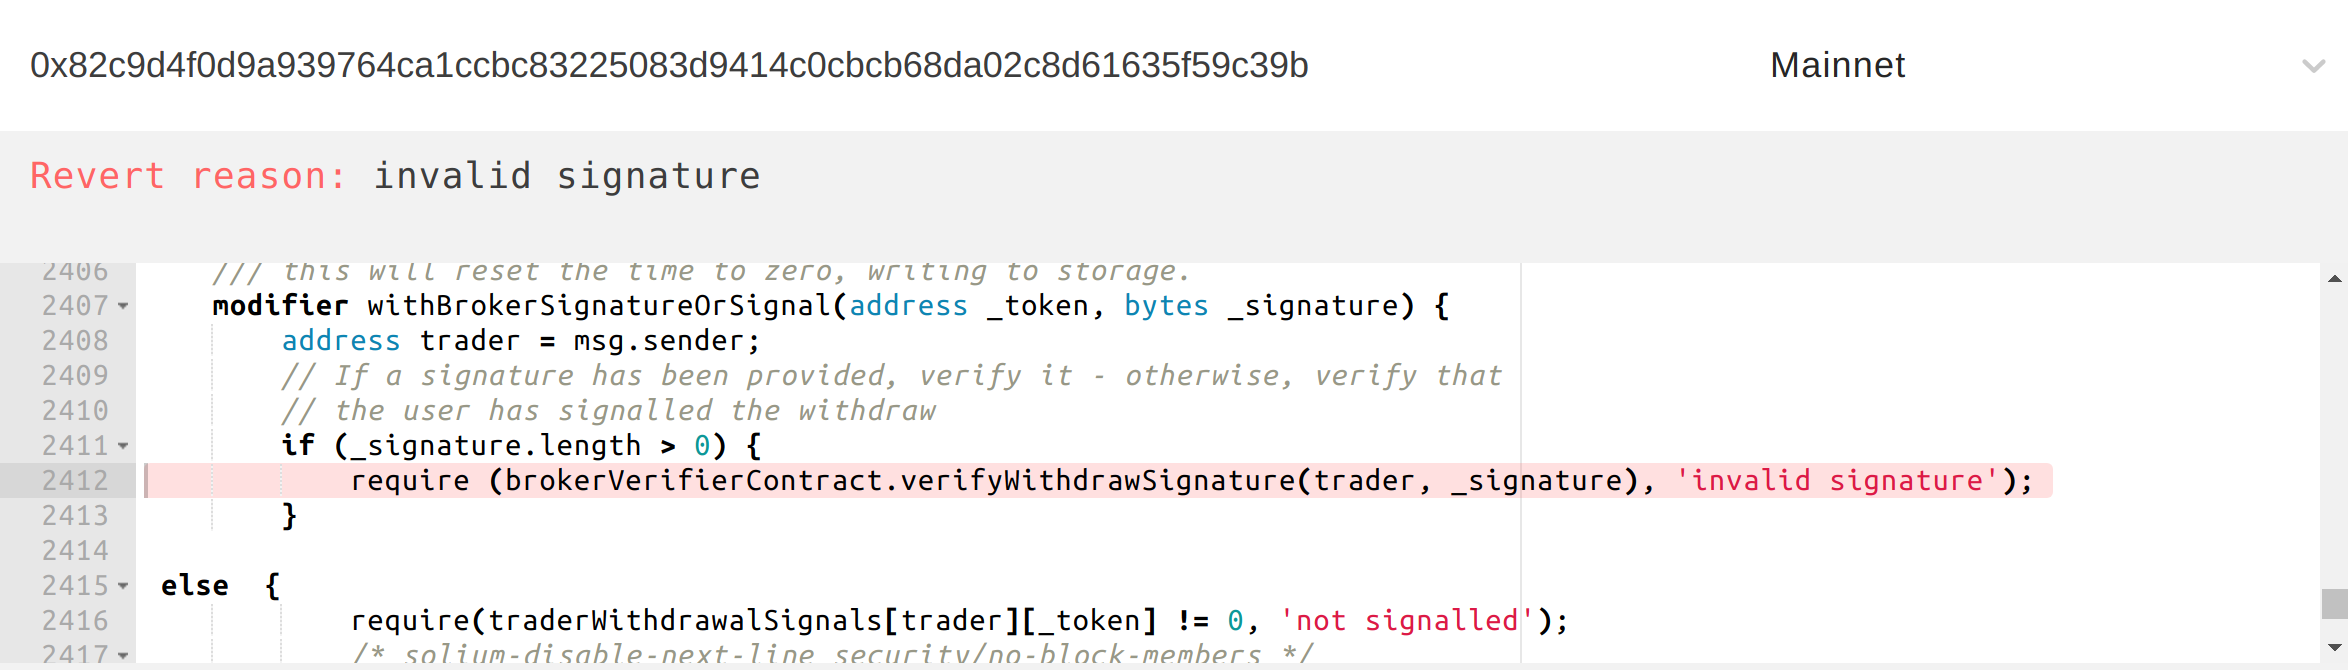 0x82c9d4f0d9a939764ca1ccbc83225083d9414c0cbcb68da02c8d61635f59c39b Mainnet
Revert reason: invalid signature
2406 /// this will reset the time to zero, writing to storage.
2407 modifier withBrokerSignatureOrSignal(address _token, bytes _signature) {
2408 address trader = msg.sender;
2409 // If a signature has been provided, verify it - otherwise, verify that
2410 // the user has signalled the withdraw
2411 if (_signature.length > 0) {
2412 require (brokerVerifierContract.verifyWithdrawSignature(trader, _signature), 'invalid signature');
2413 }
2414
2415 else {
2416 require(traderWithdrawalSignals[trader][_token] != 0, 'not signalled');
2417 /* solium-disable-next-line security/no-block-members */